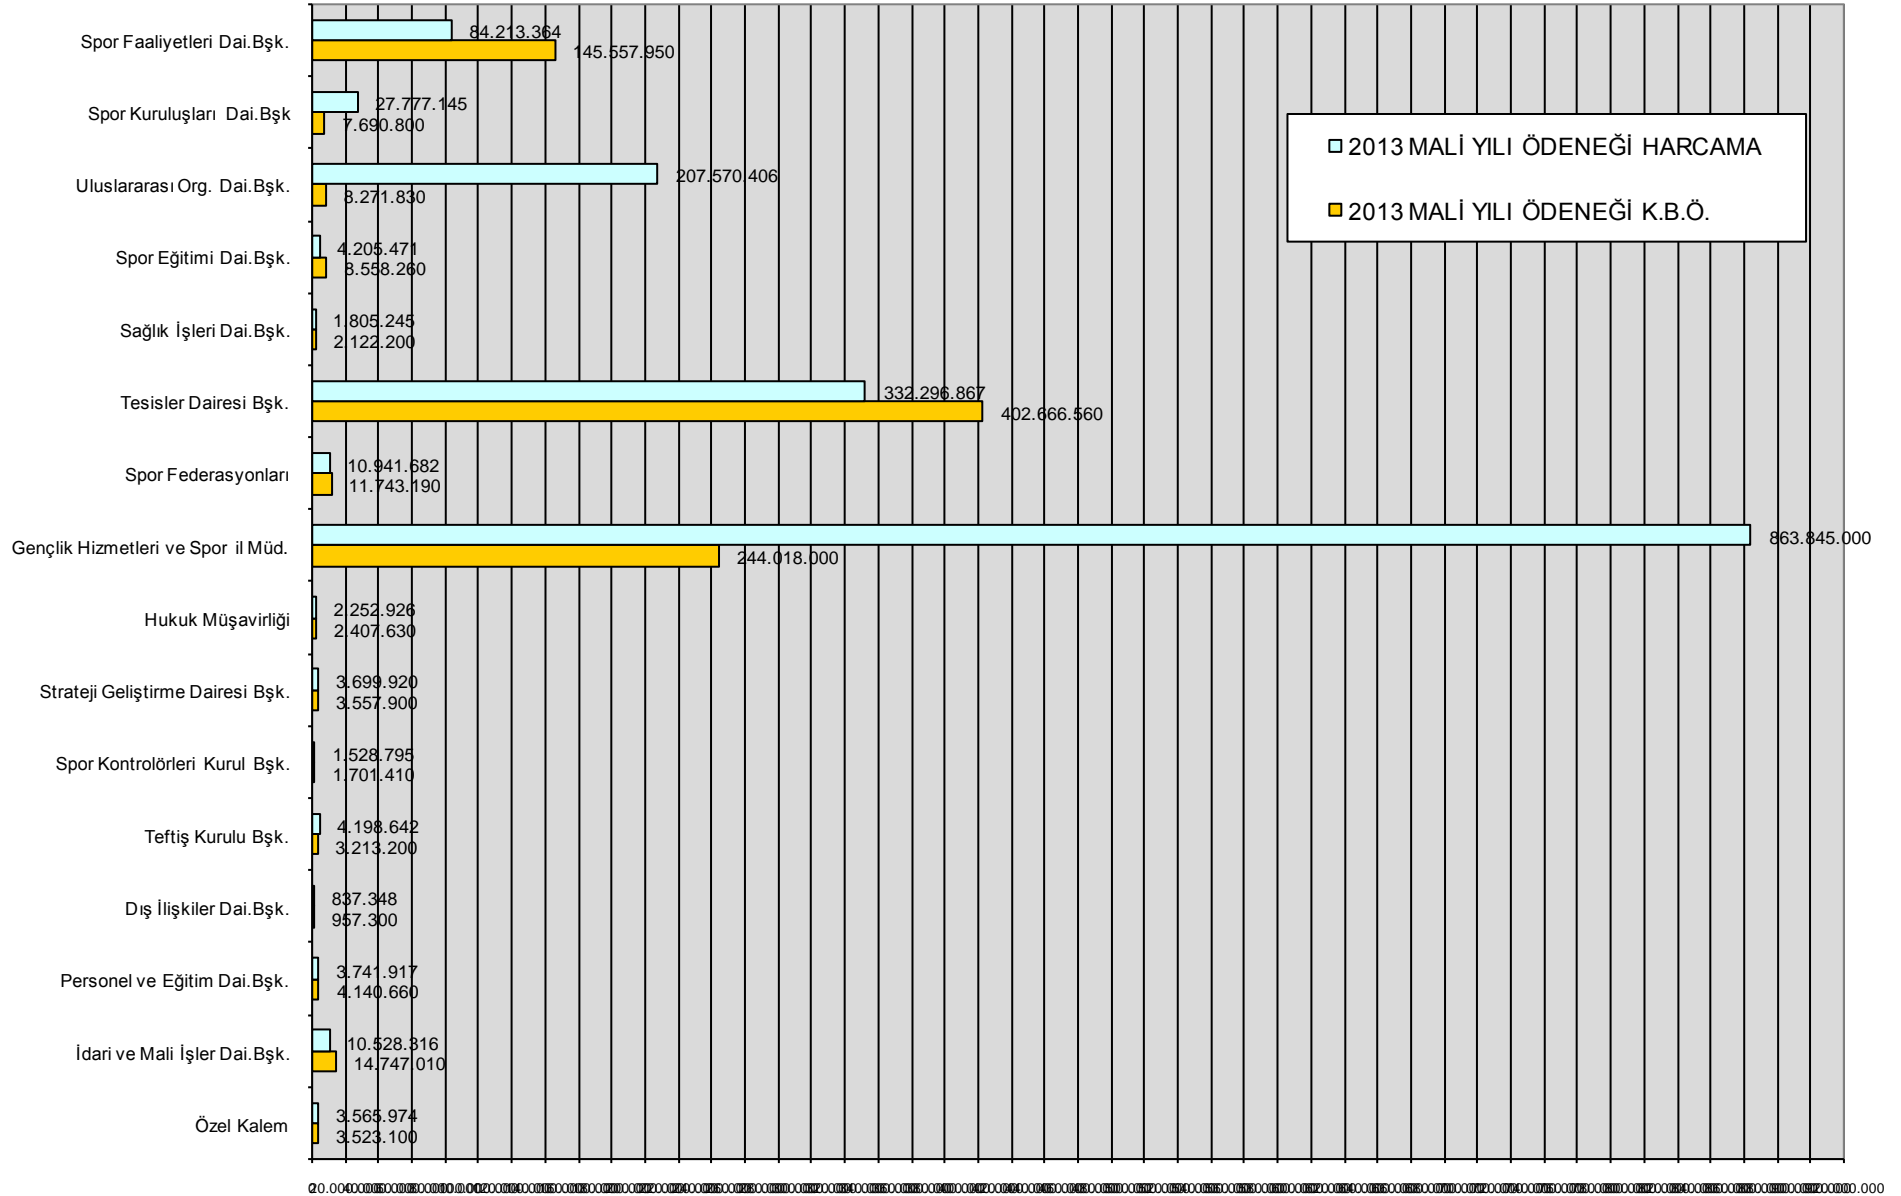 Spor Faaliyetleri Dai.Bşk.
84.213.364
145.557.950
Spor Kuruluşları Dai.Bşk
27.777.145
7.690.800
2013 MALİ YILI ÖDENEĞİ HARCAMA
2013 MALİ YILI ÖDENEĞİ K.B.Ö.
Uluslararası Org. Dai.Bşk.
207.570.406
8.271.830
Spor Eğitimi Dai.Bşk.
4.205.471
8.558.260
Sağlık İşleri Dai.Bşk.
1.805.245
2.122.200
Tesisler Dairesi Bşk.
332.296.867
402.666.560
Spor Federasyonları
10.941.682
11.743.190
Gençlik Hizmetleri ve Spor il Müd.
863.845.000
244.018.000
Hukuk Müşavirliği
2.252.926
2.407.630
Strateji Geliştirme Dairesi Bşk.
3.699.920
3.557.900
Spor Kontrolörleri Kurul Bşk.
1.528.795
1.701.410
Teftiş Kurulu Bşk.
4.198.642
3.213.200
Dış İlişkiler Dai.Bşk.
837.348
957.300
Personel ve Eğitim Dai.Bşk.
3.741.917
4.140.660
İdari ve Mali İşler Dai.Bşk.
10.528.316
14.747.010
Özel Kalem
3.565.974
3.523.100